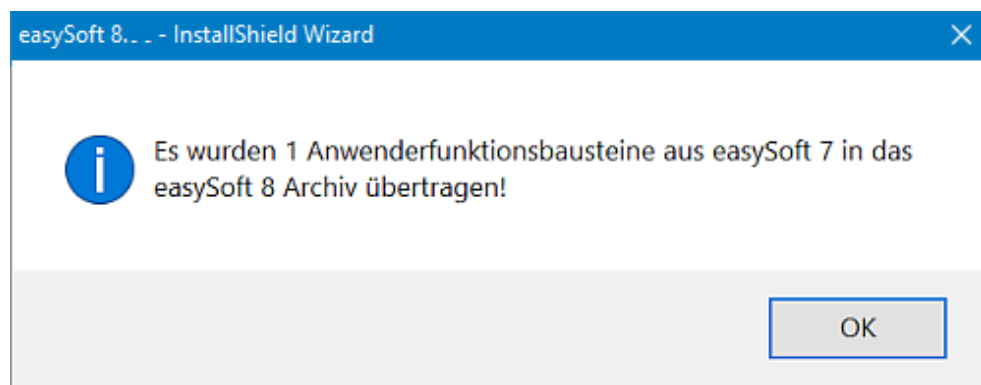 easySoft 8._ _ - InstallShield Wizard
Es wurden 1 Anwenderfunktionsbausteine aus easySoft 7 in das
easySoft 8 Archiv übertragen!
OK